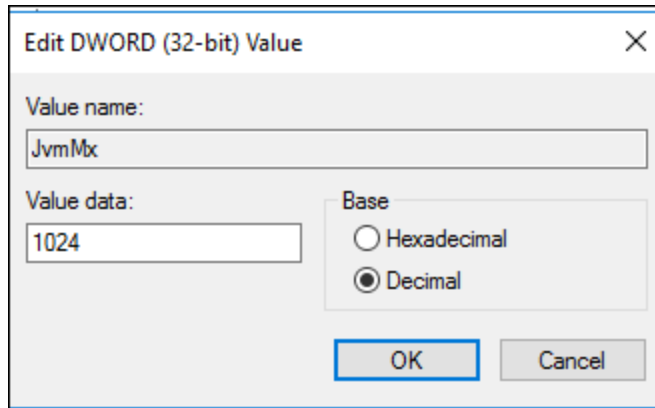 Edit DWORD (32-bit) Value
Value name:
JvmMx
Value data:
1024
Base
Hexadecimal
Decimal
OK
Cancel